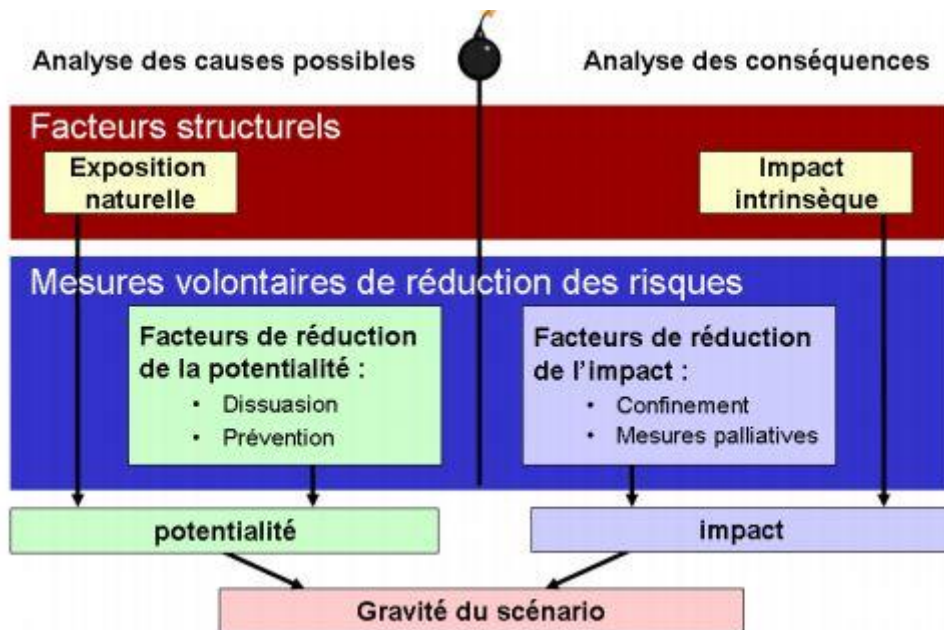 Analyse des causes possibles
Analyse des conséquences
Facteurs structurels
Exposition
naturelle
Impact
intrinsèque
Mesures volontaires de réduction des risques
Facteurs de réduction
de la potentialité :
• Dissuasion
• Prévention
Facteurs de réduction
de l'impact :
• Confinement
• Mesures palliatives
potentialité
impact
Gravité du scénario